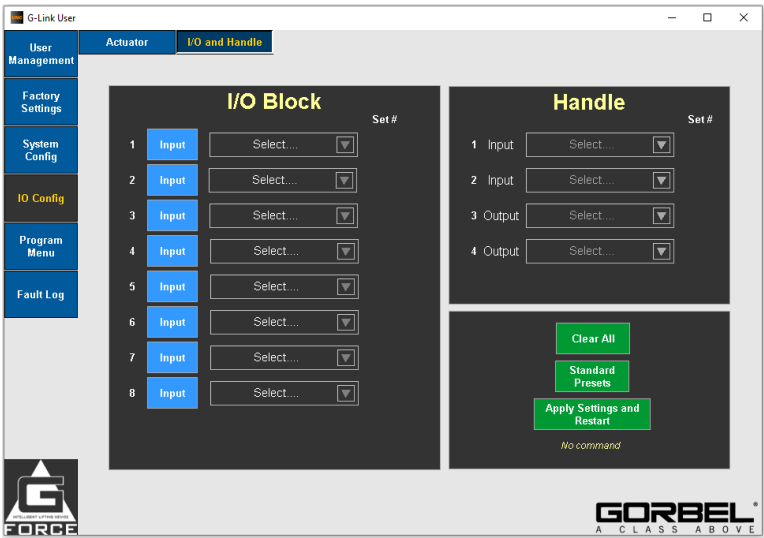 G-Link User
User
Management
Factory
Settings
System
Config
IO Config
Program
Menu
Fault Log
Actuator
I/O and Handle
I/O Block
Set #
1 Input Select....
2 Input Select....
3 Input Select....
4 Input Select....
5 Input Select....
6 Input Select....
7 Input Select....
8 Input Select....
Handle
Set #
1 Input Select....
2 Input Select....
3 Output Select....
4 Output Select....
Clear All
Standard
Presets
Apply Settings and
Restart
No command
G
INTELLIGENT LIFTING DEVICE
FORCE
GORBEL®
A CLASS ABOVE